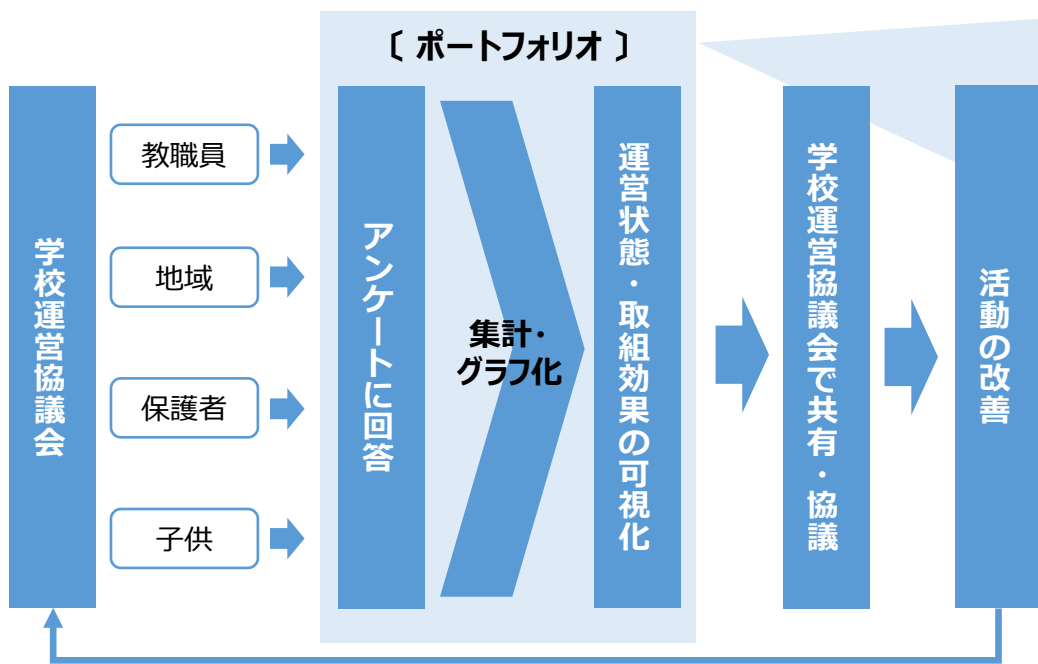 〔 ポートフォリオ 〕
学校運営協議会
教職員
地域
保護者
子供
アンケートに回答
集計・
グラフ化
運営状態・取組効果の可視化
学校運営協議会で共有・協議
活動の改善